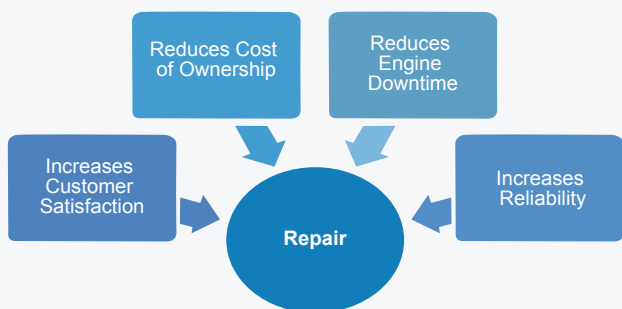 Reduces Cost
of Ownership
Reduces
Engine
Downtime
Increases
Customer
Satisfaction
Increases
Reliability
Repair